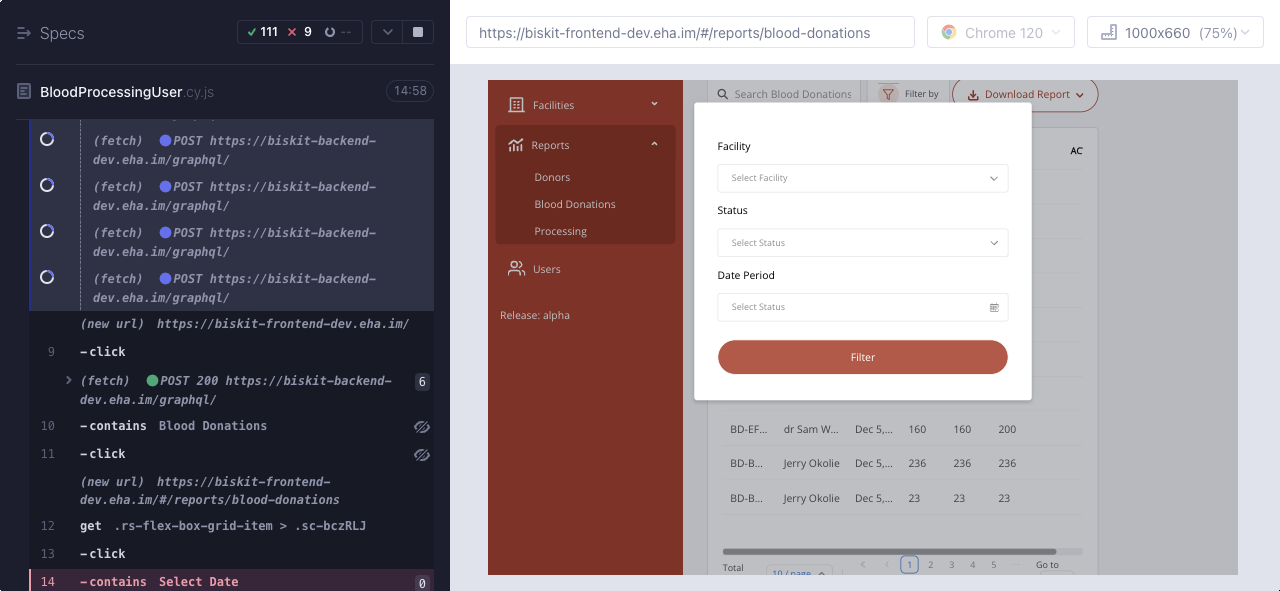 Specs
111 9 --
BloodProcessingUser.cy.js
14:58
(fetch) POST https://biskit-backend-
dev.eha.im/graphql/
(fetch) POST https://biskit-backend-
dev.eha.im/graphql/
(fetch) POST https://biskit-backend-
dev.eha.im/graphql/
(fetch) POST https://biskit-backend-
dev.eha.im/graphql/
(new url) https://biskit-frontend-dev.eha.im/
9 -click
(fetch) POST 200 https://biskit-backend-
dev.eha.im/graphql/
6
10 -contains Blood Donations
11 -click
(new url) https://biskit-frontend-
dev.eha.im/#/reports/blood-donations
12 get .rs-flex-box-grid-item > .sc-bczRLJ
13 -click
14 -contains Select Date 0
https://biskit-frontend-dev.eha.im/#/reports/blood-donations
Chrome 120
1000x660 (75%)
Facilities
Reports
Donors
Blood Donations
Processing
Users
Release: alpha
Search Blood Donations
Filter by
Download Report
AC
Facility
Select Facility
Status
Select Status
Date Period
Select Status
Filter
BD-EF... dr Sam W... Dec 5,... 160 160 200
BD-B... Jerry Okolie Dec 5,... 236 236 236
BD-B... Jerry Okolie Dec 5,... 23 23 23
Total
10 / page
1 2 3 4 5 ... Go to